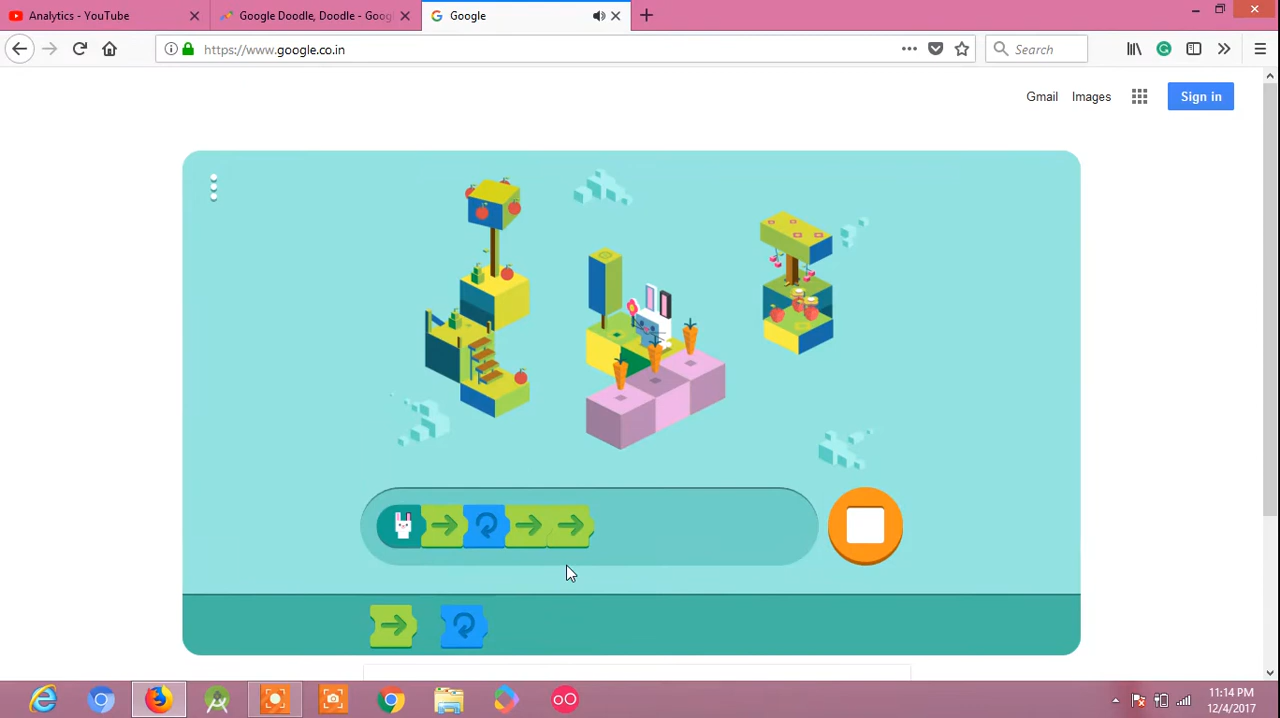 Analytics - YouTube
Google Doodle, Doodle - Goog
Google
https://www.google.co.in
Search
Gmail
Images
Sign in
11:14 PM
12/4/2017